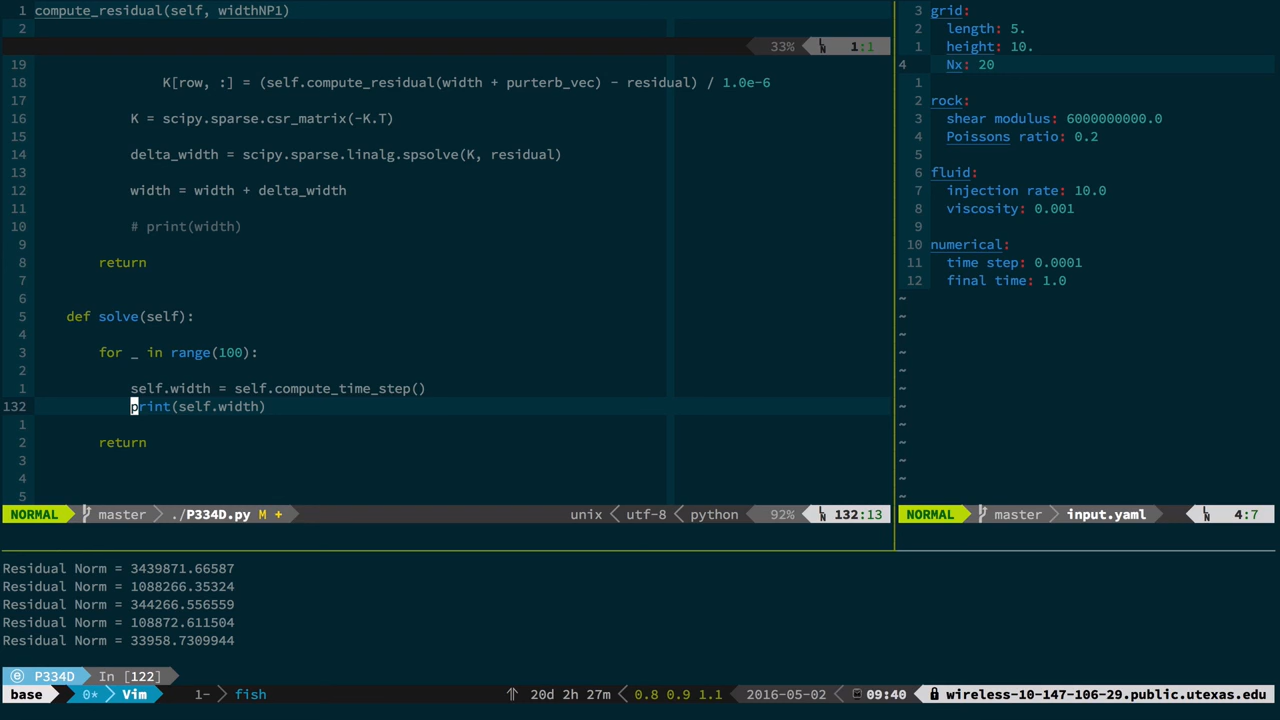 1 compute_residual(self, widthNP1)
2
33% LN 1:1
19
18 K[row, :] = (self.compute_residual(width + purterb_vec) - residual) / 1.0e-6
17
16 K = scipy.sparse.csr_matrix(-K.T)
15
14 delta_width = scipy.sparse.linalg.spsolve(K, residual)
13
12 width = width + delta_width
11
10 # print(width)
9
8 return
7
6
5 def solve(self):
4
3 for _ in range(100):
2
1 self.width = self.compute_time_step()
132 print(self.width)
1
2 return
3
4
5
NORMAL master ./P334D.py M + unix utf-8 python 92% LN 132:13
3 grid:
2 length: 5.
1 height: 10.
4 Nx: 20
1
2 rock:
3 shear modulus: 6000000000.0
4 Poissons ratio: 0.2
5
6 fluid:
7 injection rate: 10.0
8 viscosity: 0.001
9
10 numerical:
11 time step: 0.0001
12 final time: 1.0
~
~
~
~
~
~
~
~
~
~
~
~
NORMAL master input.yaml LN 4:7
Residual Norm = 3439871.66587
Residual Norm = 1088266.35324
Residual Norm = 344266.556559
Residual Norm = 108872.611504
Residual Norm = 33958.7309944
ⓔ P334D In [122]
base 0* Vim 1- fish ⇑ 20d 2h 27m 0.8 0.9 1.1 2016-05-02 09:40 wireless-10-147-106-29.public.utexas.edu